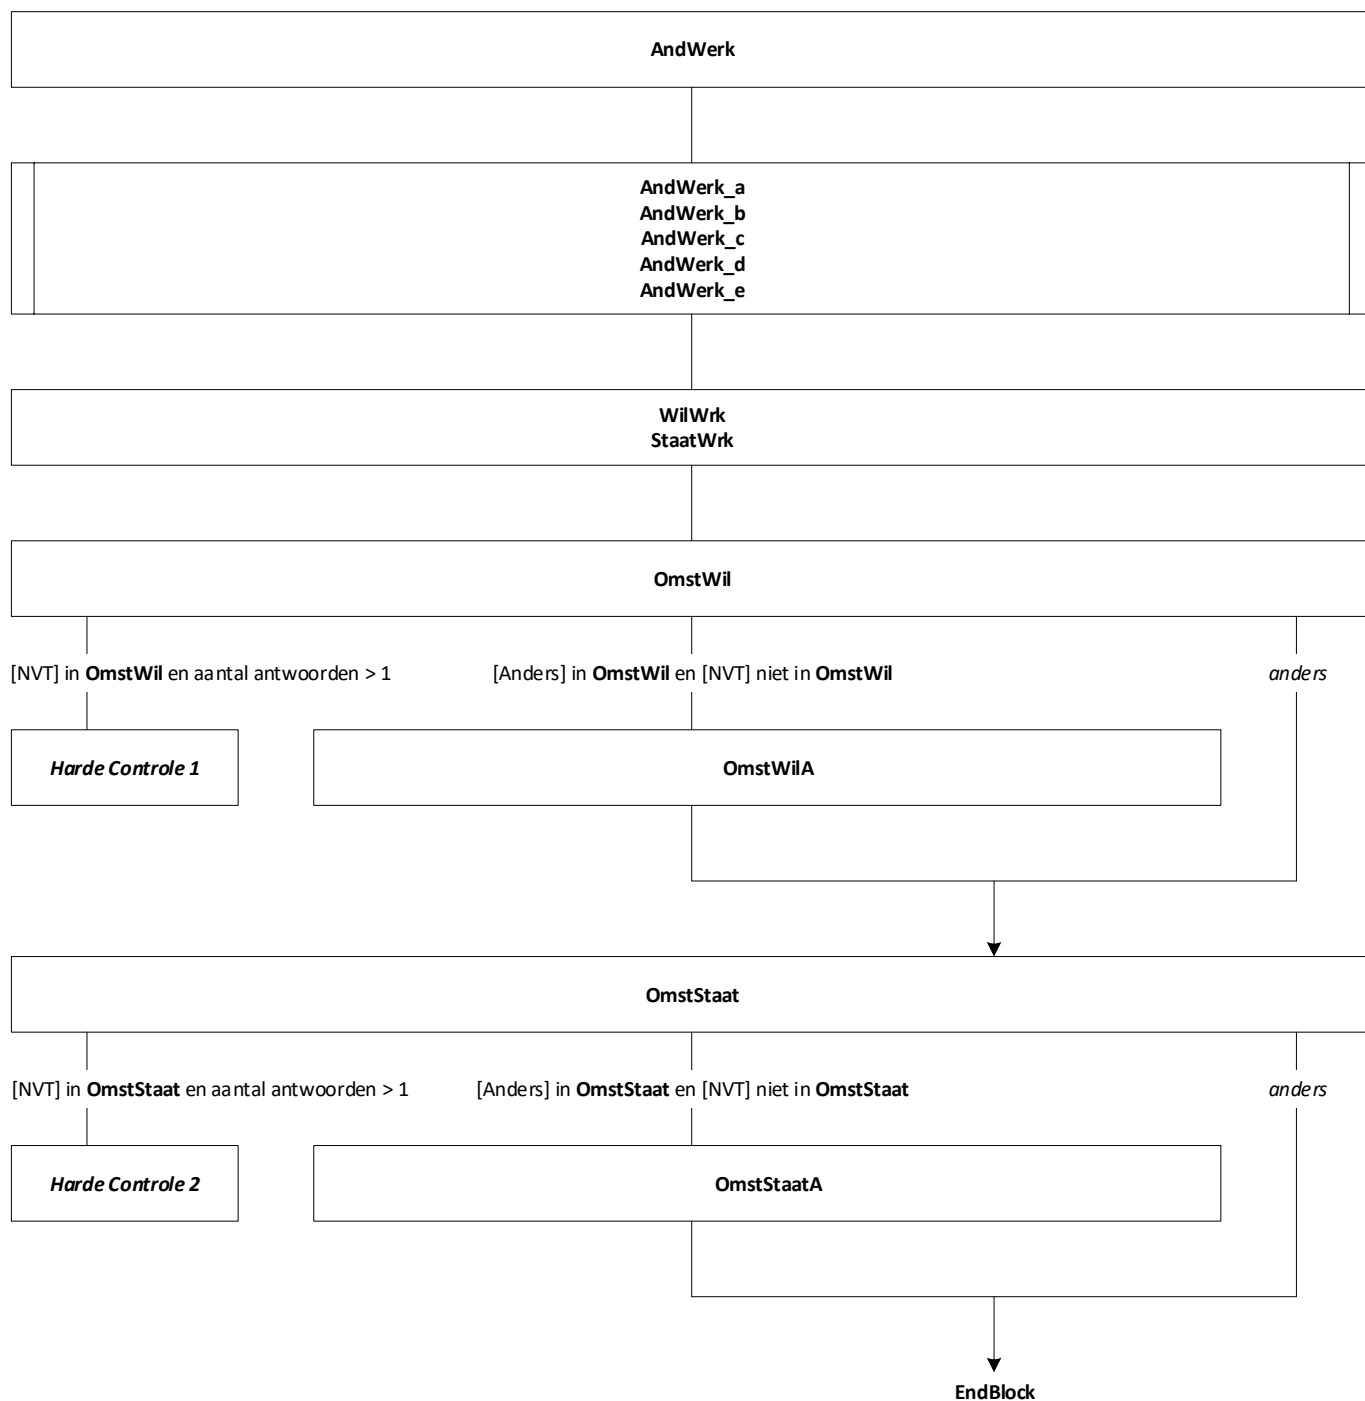 AndWerk
AndWerk_a
AndWerk_b
AndWerk_c
AndWerk_d
AndWerk_e
WilWrk
StaatWrk
OmstWil
[NVT] in OmstWil en aantal antwoorden > 1
[Anders] in OmstWil en [NVT] niet in OmstWil
anders
Harde Controle 1
OmstWilA
OmstStaat
[NVT] in OmstStaat en aantal antwoorden > 1
[Anders] in OmstStaat en [NVT] niet in OmstStaat
anders
Harde Controle 2
OmstStaatA
EndBlock